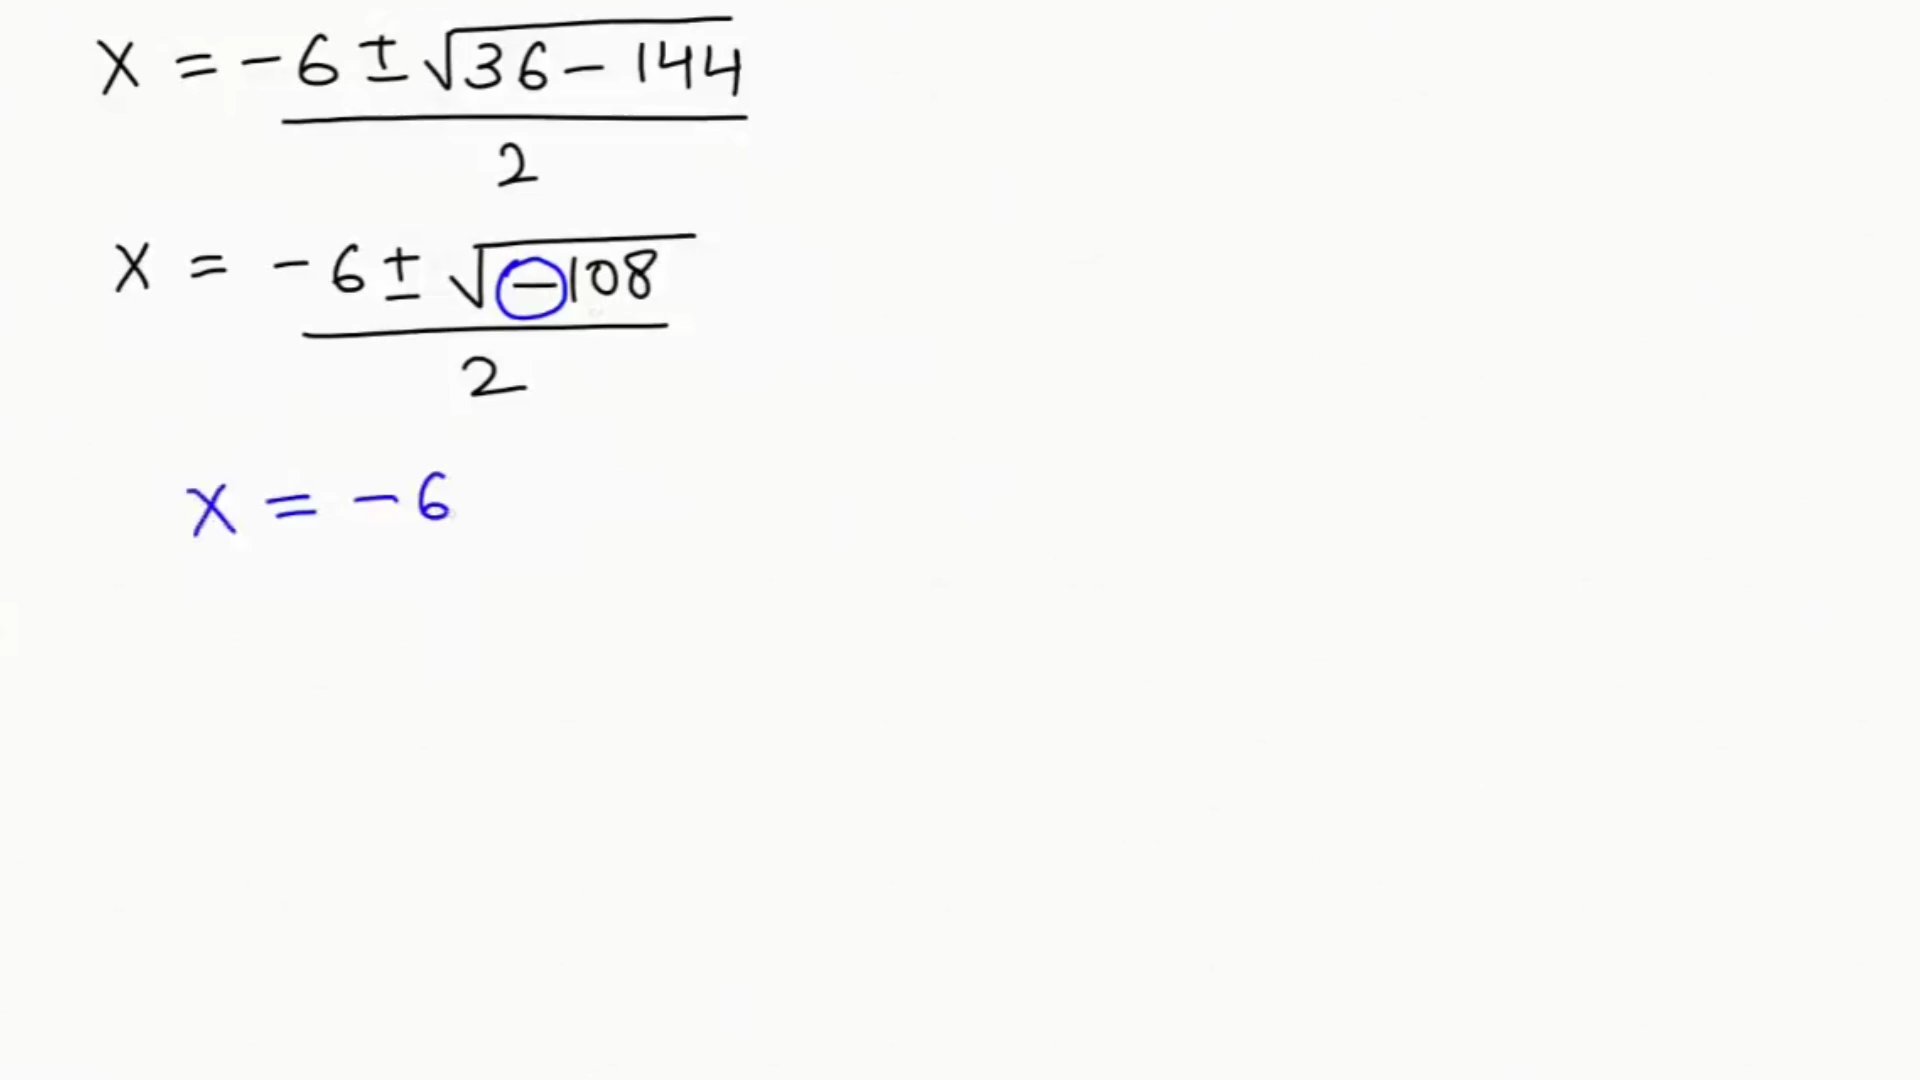 x = -6 ± √36 - 144
2
x = -6 ± √-108
2
x = -6